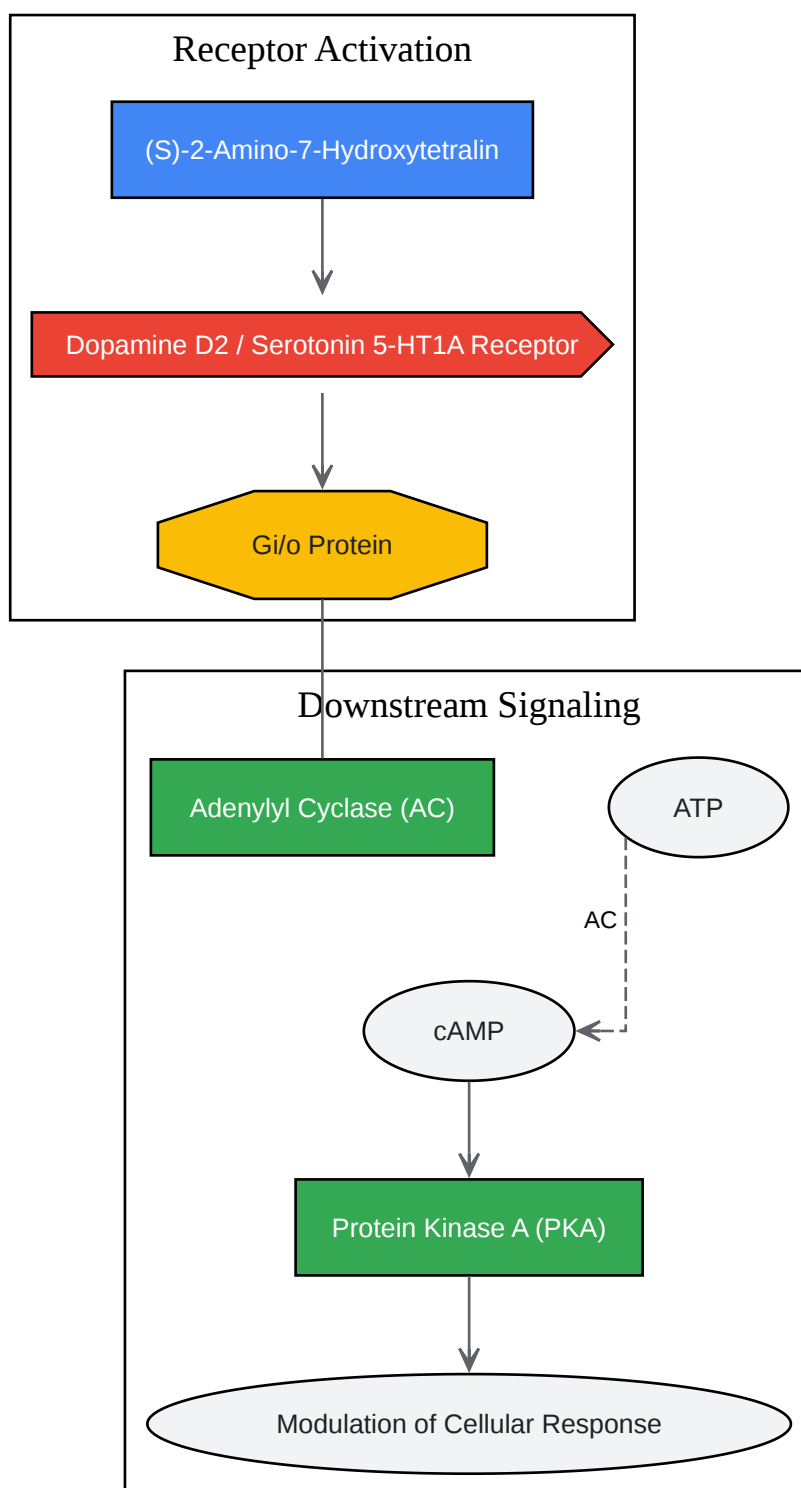 Receptor Activation
(S)-2-Amino-7-Hydroxytetralin
Dopamine D2 / Serotonin 5-HT1A Receptor
Gi/o Protein
Downstream Signaling
Adenylyl Cyclase (AC)
ATP
AC
cAMP
Protein Kinase A (PKA)
Modulation of Cellular Response